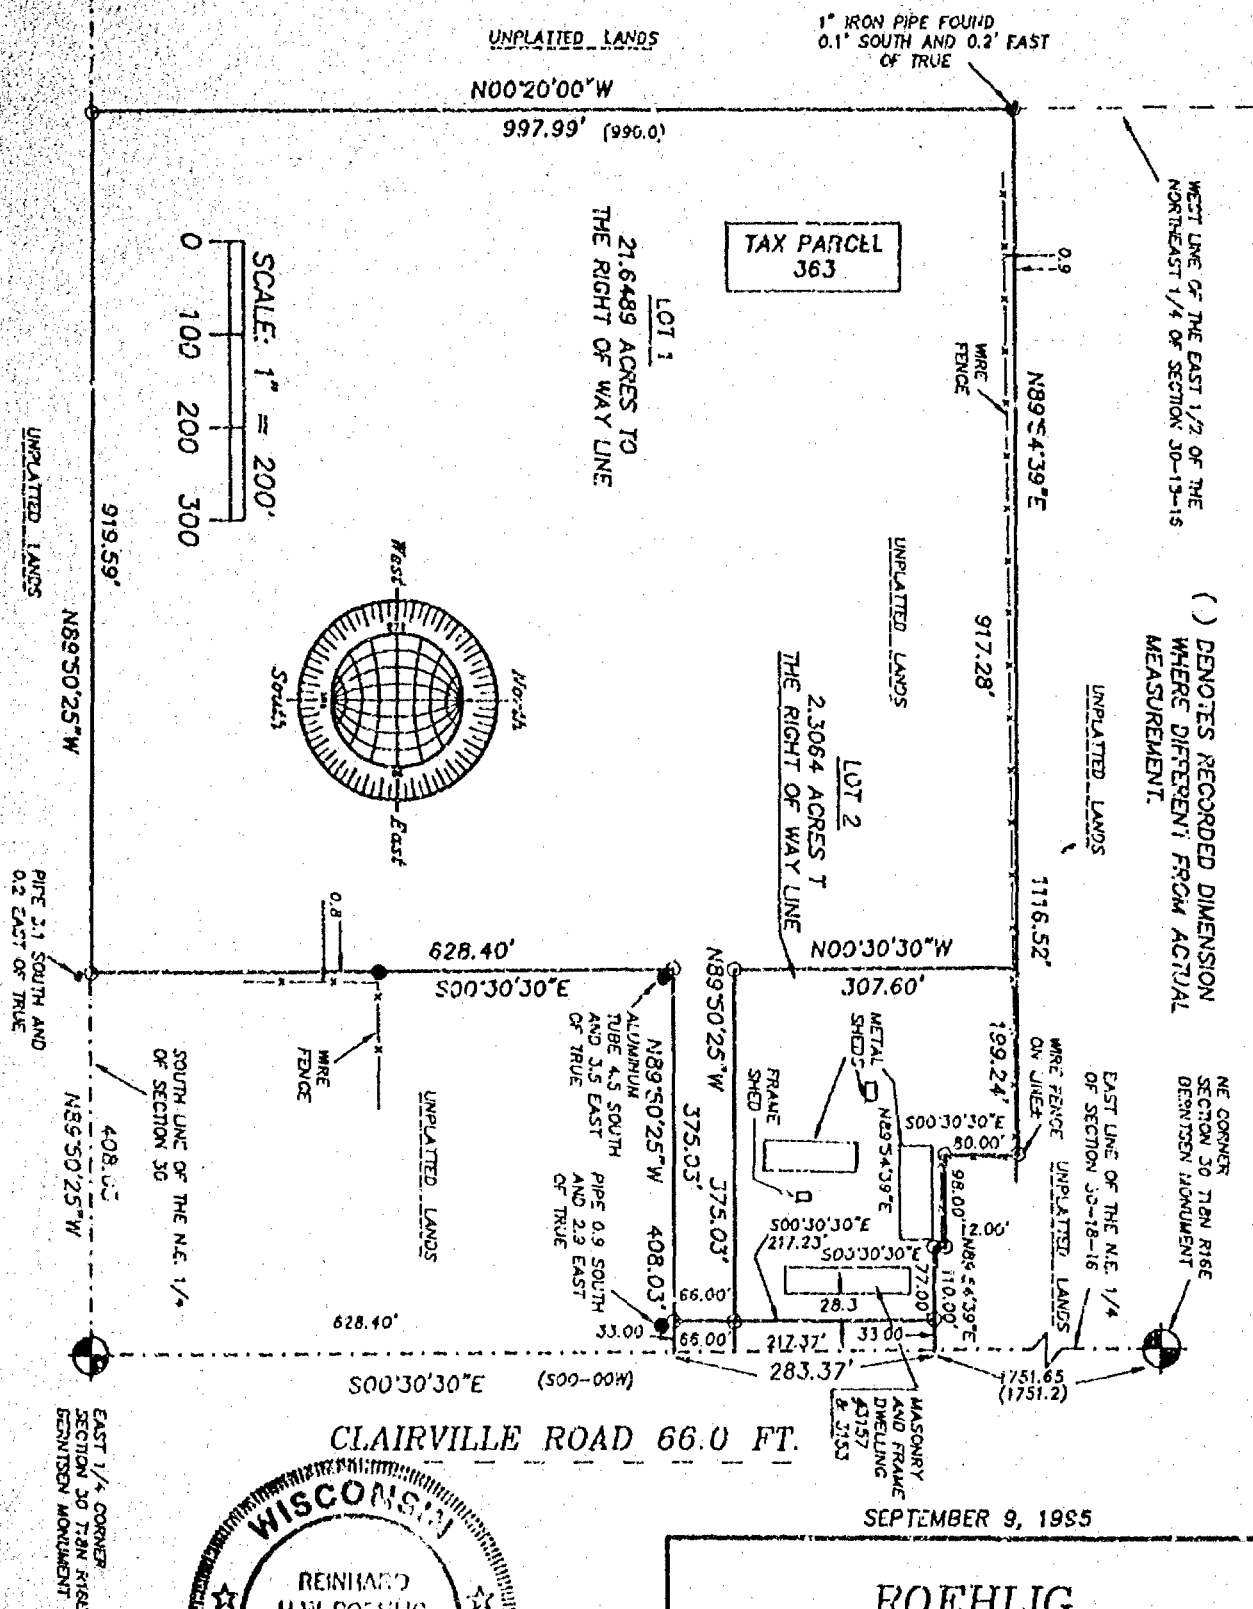 UNPLATTED LANDS
1" IRON PIPE FOUND
0.1' SOUTH AND 0.2' EAST
OF TRUE
N00°20'00"W
997.99' (990.0)
WEST LINE OF THE EAST 1/2 OF THE
NORTHEAST 1/4 OF SECTION 30-13-15
TAX PARCEL
363
0.9
LOT 1
21.6489 ACRES TO
THE RIGHT OF WAY LINE
SCALE: 1" = 200'
0 100 200 300
WIRE
FENCE
N89°54'39"E
917.28'
1116.52'
199.24'
( ) DENOTES RECORDED DIMENSION
WHERE DIFFERENT FROM ACTUAL
MEASUREMENT.
UNPLATTED LANDS
UNPLATTED LANDS
UNPLATTED LANDS
919.59'
N89°50'25"W
West
North
South
East
LOT 2
2.3064 ACRES T
THE RIGHT OF WAY LINE
PIPE 3.1 SOUTH AND
0.2 EAST OF TRUE
0.8
628.40'
S00°30'30"E
N00°30'30"W
307.60'
WIRE
FENCE
ALUMINUM
TUBE 4.5 SOUTH
AND 3.5 EAST
OF TRUE
N89°50'25"W 408.03'
375.03'
N89°50'25"W 375.03'
METAL
SHEDS
FRAME
SHED
N89°54'39"E
S00°30'30"E
80.00'
98.00'
N89°54'39"E
2.00'
110.00'
77.00'
WIRE FENCE
ON LINE±
UNPLATTED LANDS
EAST LINE OF THE N.E. 1/4
OF SECTION 30-18-16
NE CORNER
SECTION 30 T18N R16E
BERNTSEN MONUMENT
SOUTH LINE OF THE N.E. 1/4
OF SECTION 30
N89°50'25"W
UNPLATTED LANDS
PIPE 0.9 SOUTH
AND 2.9 EAST
OF TRUE
S00°30'30"E
217.23'
S00°30'30"E
28.3
66.00'
66.00'
33.00
217.37'
33.00
628.40'
283.37'
1751.65
(1751.2)
S00°30'30"E (S00-00W)
CLAIRVILLE ROAD 66.0 FT.
MASONRY
AND FRAME
DWELLING
& 3153
EAST 1/4 CORNER
SECTION 30 T18N R16E
BERNTSEN MONUMENT
SEPTEMBER 9, 1995
WISCONSIN
REINHARD
ROEHLIG